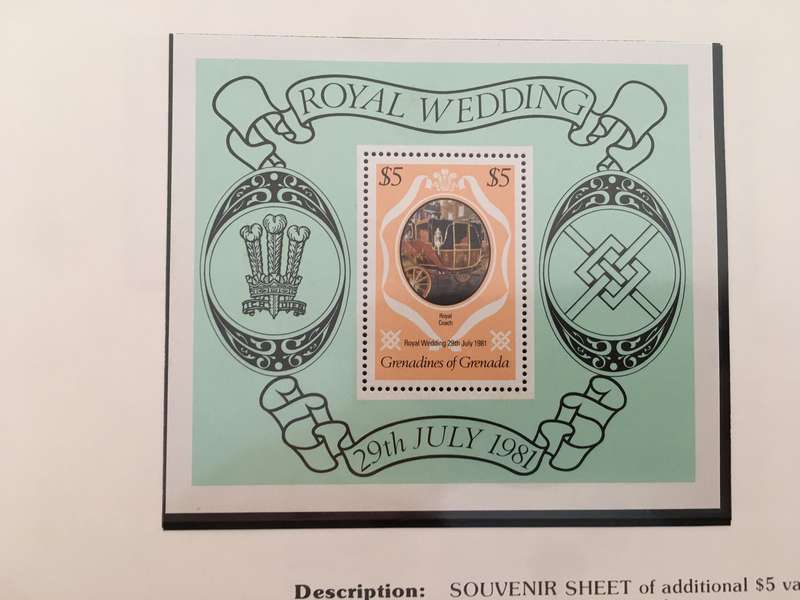 ROYAL WEDDING
$5 $5
Royal
Coach
Royal Wedding 29th July 1981
Grenadines of Grenada
29th JULY 1981
Description: SOUVENIR SHEET of additional $5 va